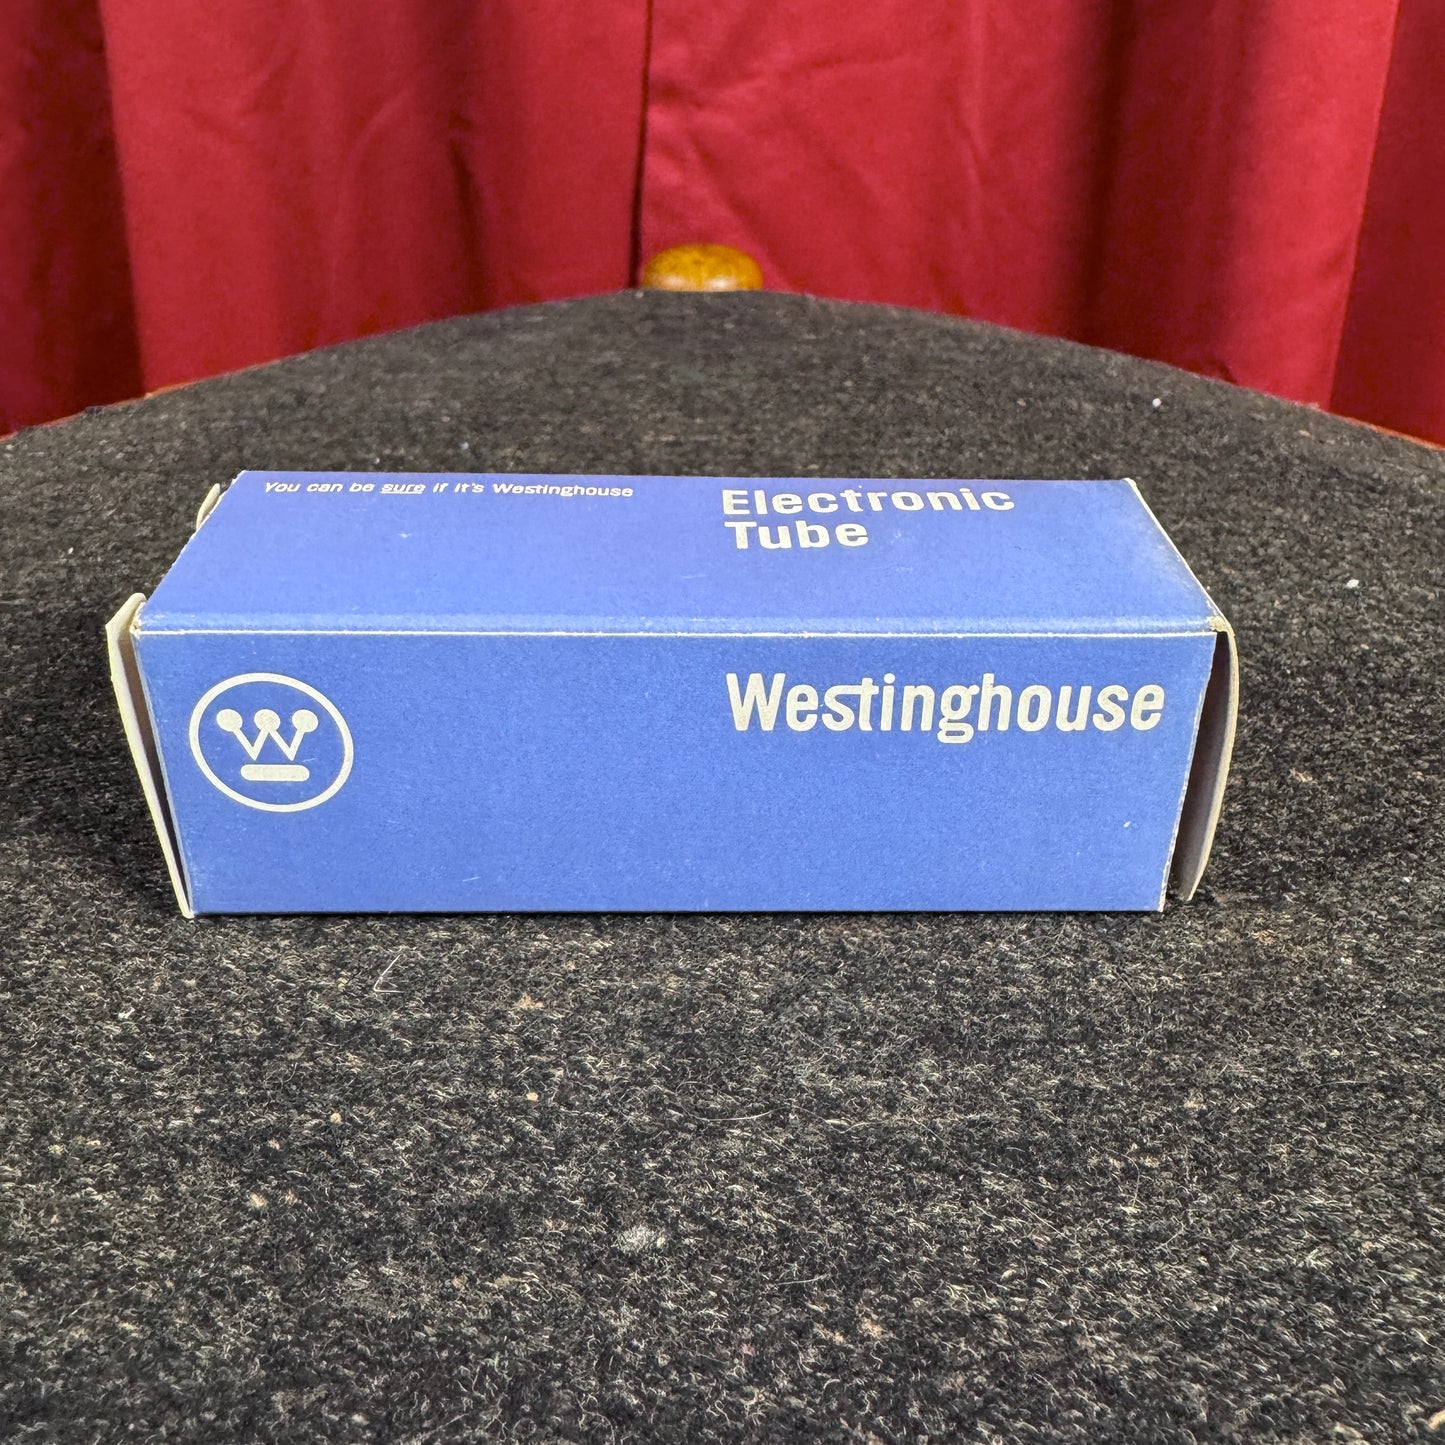 You can be sure if it's Westinghouse
Electronic
Tube
W
Westinghouse